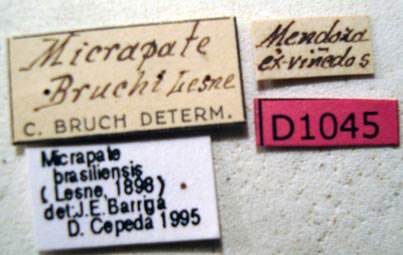 Micrapate
Bruchi Lesne
C. BRUCH DETERM.
Mendoza
ex-viñedos
D1045
Micrapate
brasiliensis
(Lesne, 1898)
det:J.E. Barriga
D. Cepeda 1995